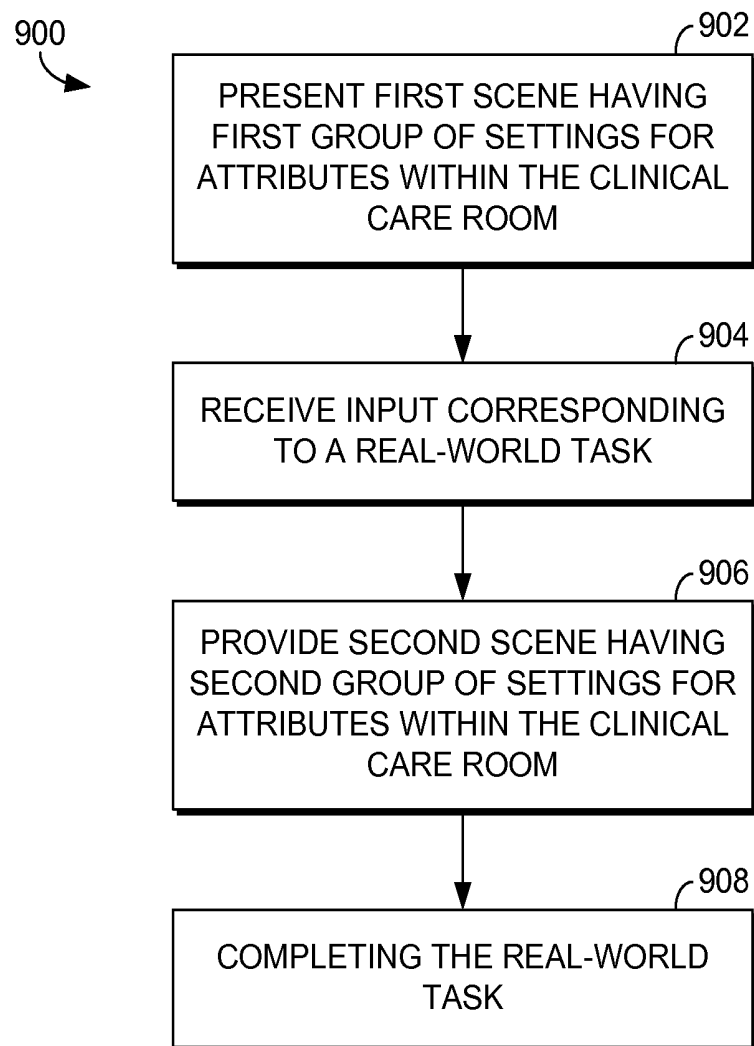 900
902
PRESENT FIRST SCENE HAVING
FIRST GROUP OF SETTINGS FOR
ATTRIBUTES WITHIN THE CLINICAL
CARE ROOM
904
RECEIVE INPUT CORRESPONDING
TO A REAL-WORLD TASK
906
PROVIDE SECOND SCENE HAVING
SECOND GROUP OF SETTINGS FOR
ATTRIBUTES WITHIN THE CLINICAL
CARE ROOM
908
COMPLETING THE REAL-WORLD
TASK